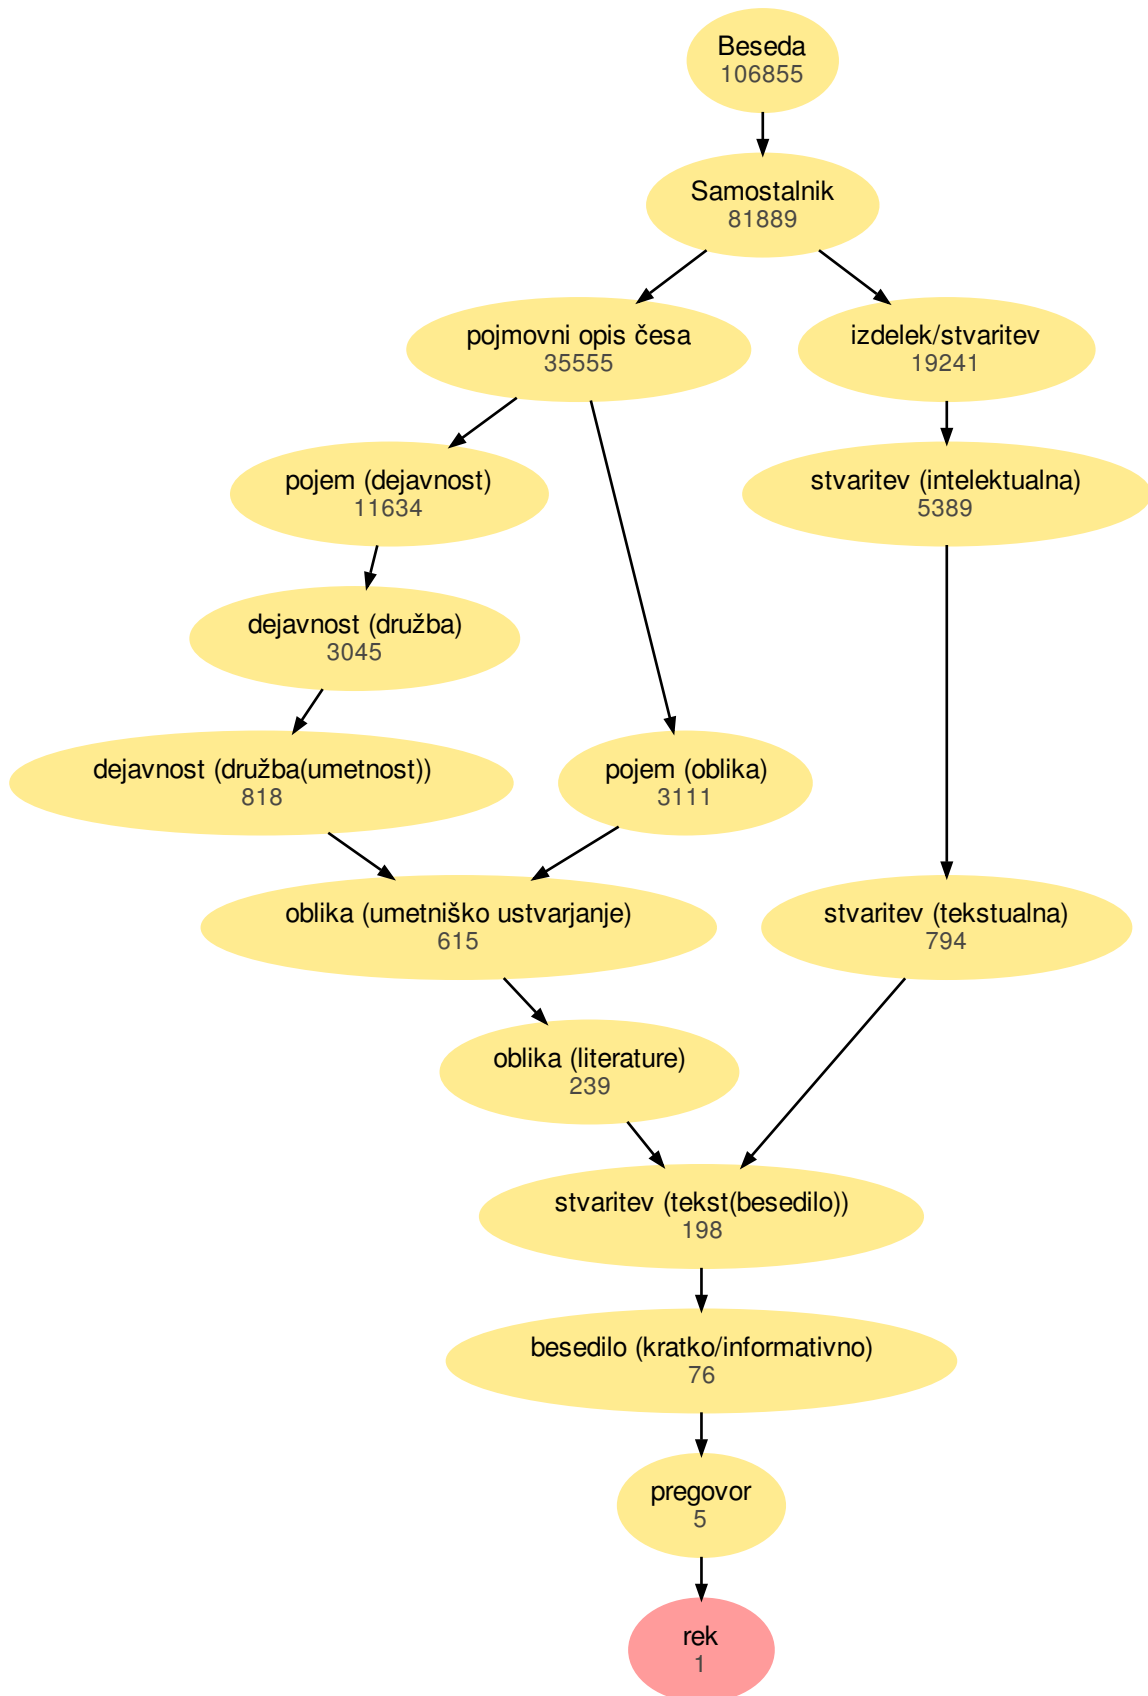 Beseda
106855
Samostalnik
81889
pojmovni opis česa
35555
izdelek/stvaritev
19241
pojem (dejavnost)
11634
stvaritev (intelektualna)
5389
dejavnost (družba)
3045
dejavnost (družba(umetnost))
818
pojem (oblika)
3111
oblika (umetniško ustvarjanje)
615
stvaritev (tekstualna)
794
oblika (literature)
239
stvaritev (tekst(besedilo))
198
besedilo (kratko/informativno)
76
pregovor
5
rek
1